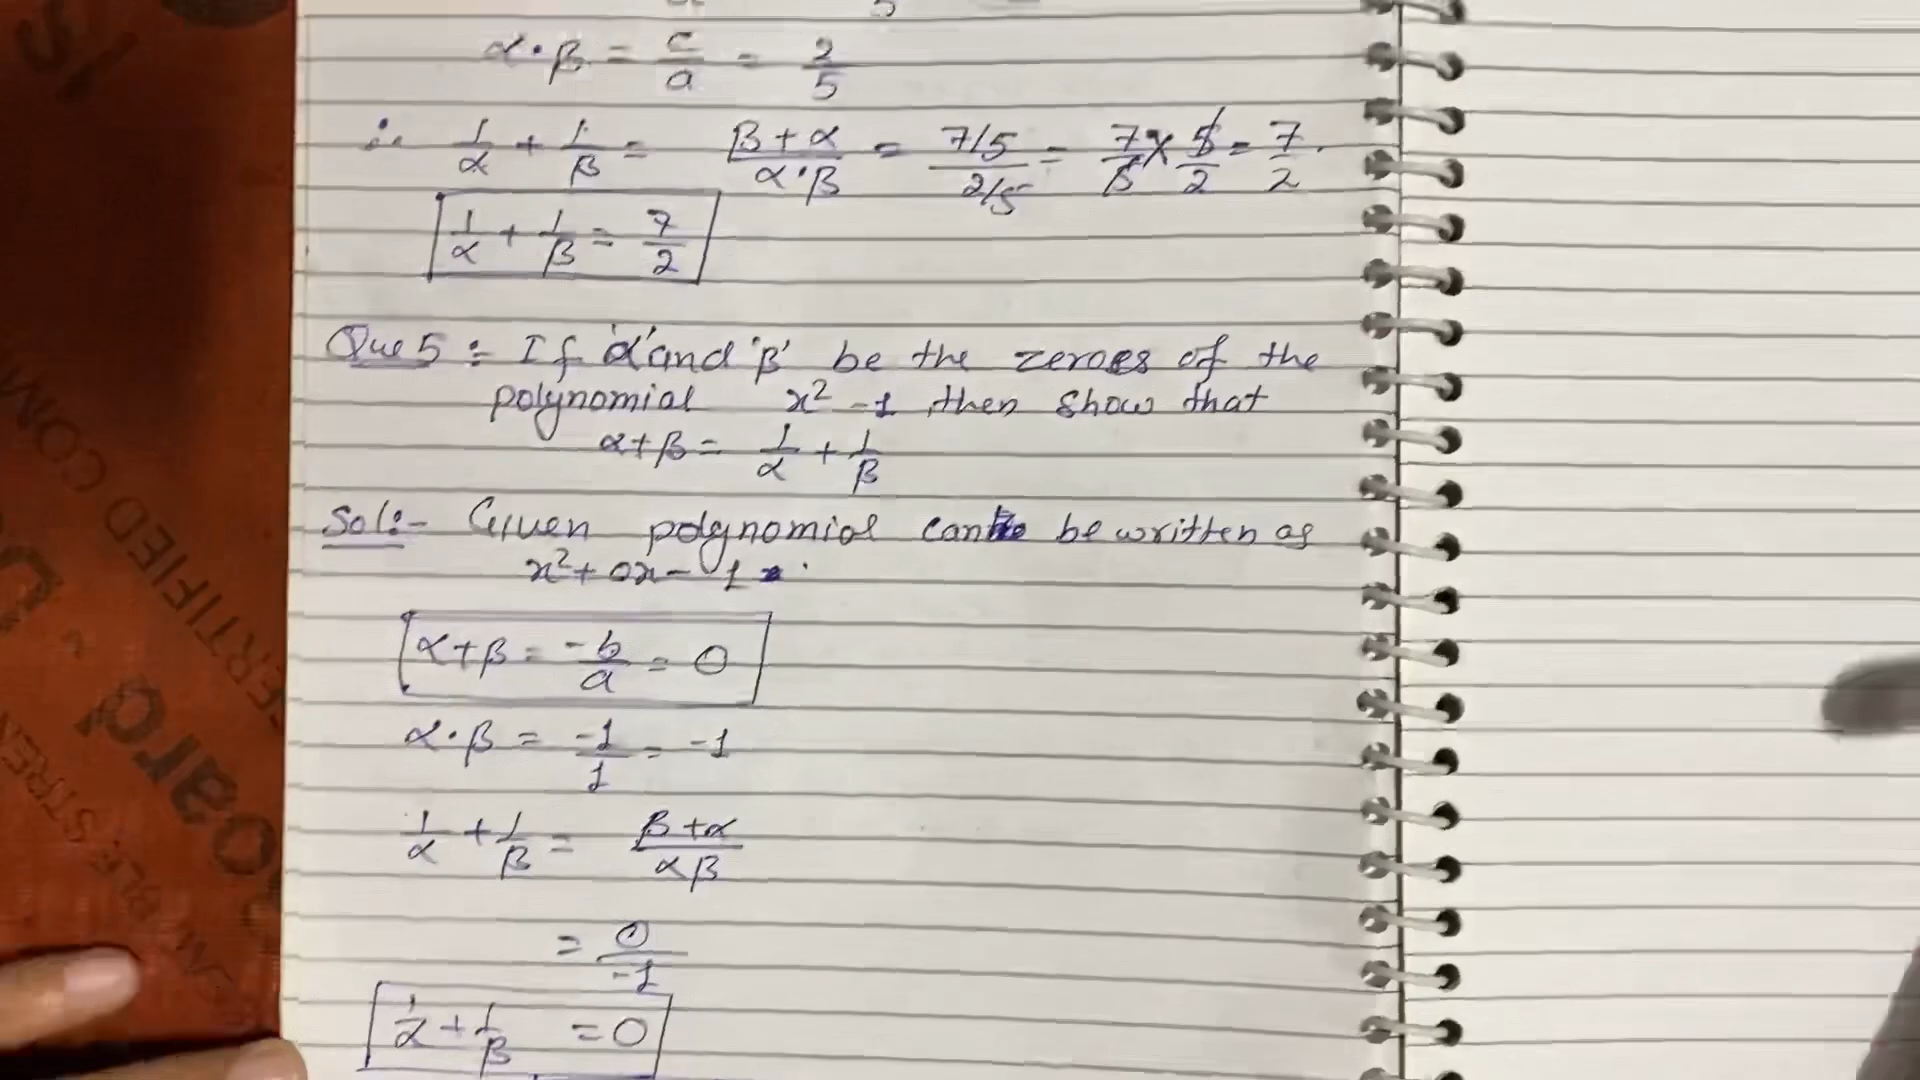 α·β = c/a = 2/5
∴ 1/α + 1/β = β+α/α·β = 7/5/2/5 = 7/5 × 5/2 = 7/2.
1/α + 1/β = 7/2
Que 5 :- If 'α' and 'β' be the zeroes of the
polynomial x² -1, then show that
α+β = 1/α + 1/β
Sol:- Given polynomial can be written as
x² + 0x - 1
α+β = -b/a = 0
α·β = -1/1 = -1
1/α + 1/β = β+α/αβ
= 0/-1
1/α + 1/β = 0
CERTIFIED COM